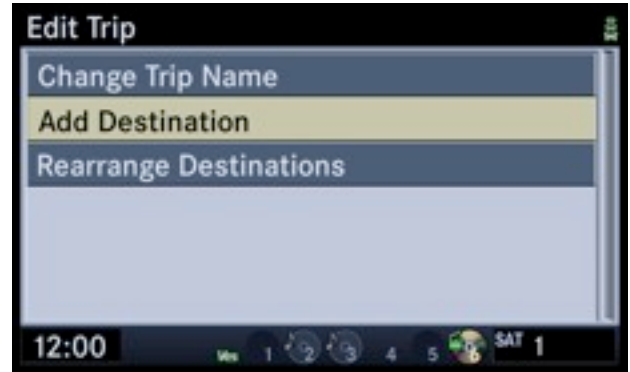 Edit Trip
Change Trip Name
Add Destination
Rearrange Destinations
12:00 Ves 1 2 3 4 5 6 SAT 1